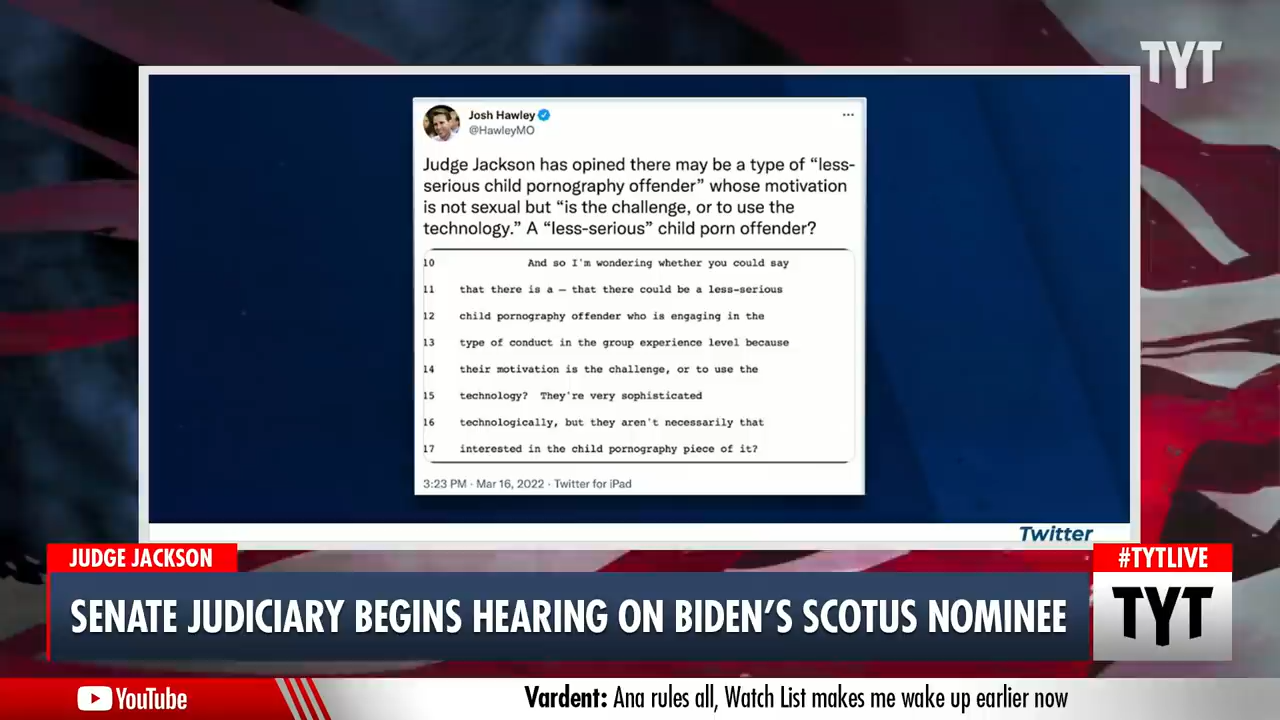 TYT
Josh Hawley
@HawleyMO
Judge Jackson has opined there may be a type of “less-
serious child pornography offender” whose motivation
is not sexual but “is the challenge, or to use the
technology.” A “less-serious” child porn offender?
10 And so I'm wondering whether you could say
11 that there is a – that there could be a less-serious
12 child pornography offender who is engaging in the
13 type of conduct in the group experience level because
14 their motivation is the challenge, or to use the
15 technology? They're very sophisticated
16 technologically, but they aren't necessarily that
17 interested in the child pornography piece of it?
3:23 PM · Mar 16, 2022 · Twitter for iPad
Twitter
JUDGE JACKSON
#TYTLIVE
SENATE JUDICIARY BEGINS HEARING ON BIDEN’S SCOTUS NOMINEE
TYT
YouTube
Vardent: Ana rules all, Watch List makes me wake up earlier now